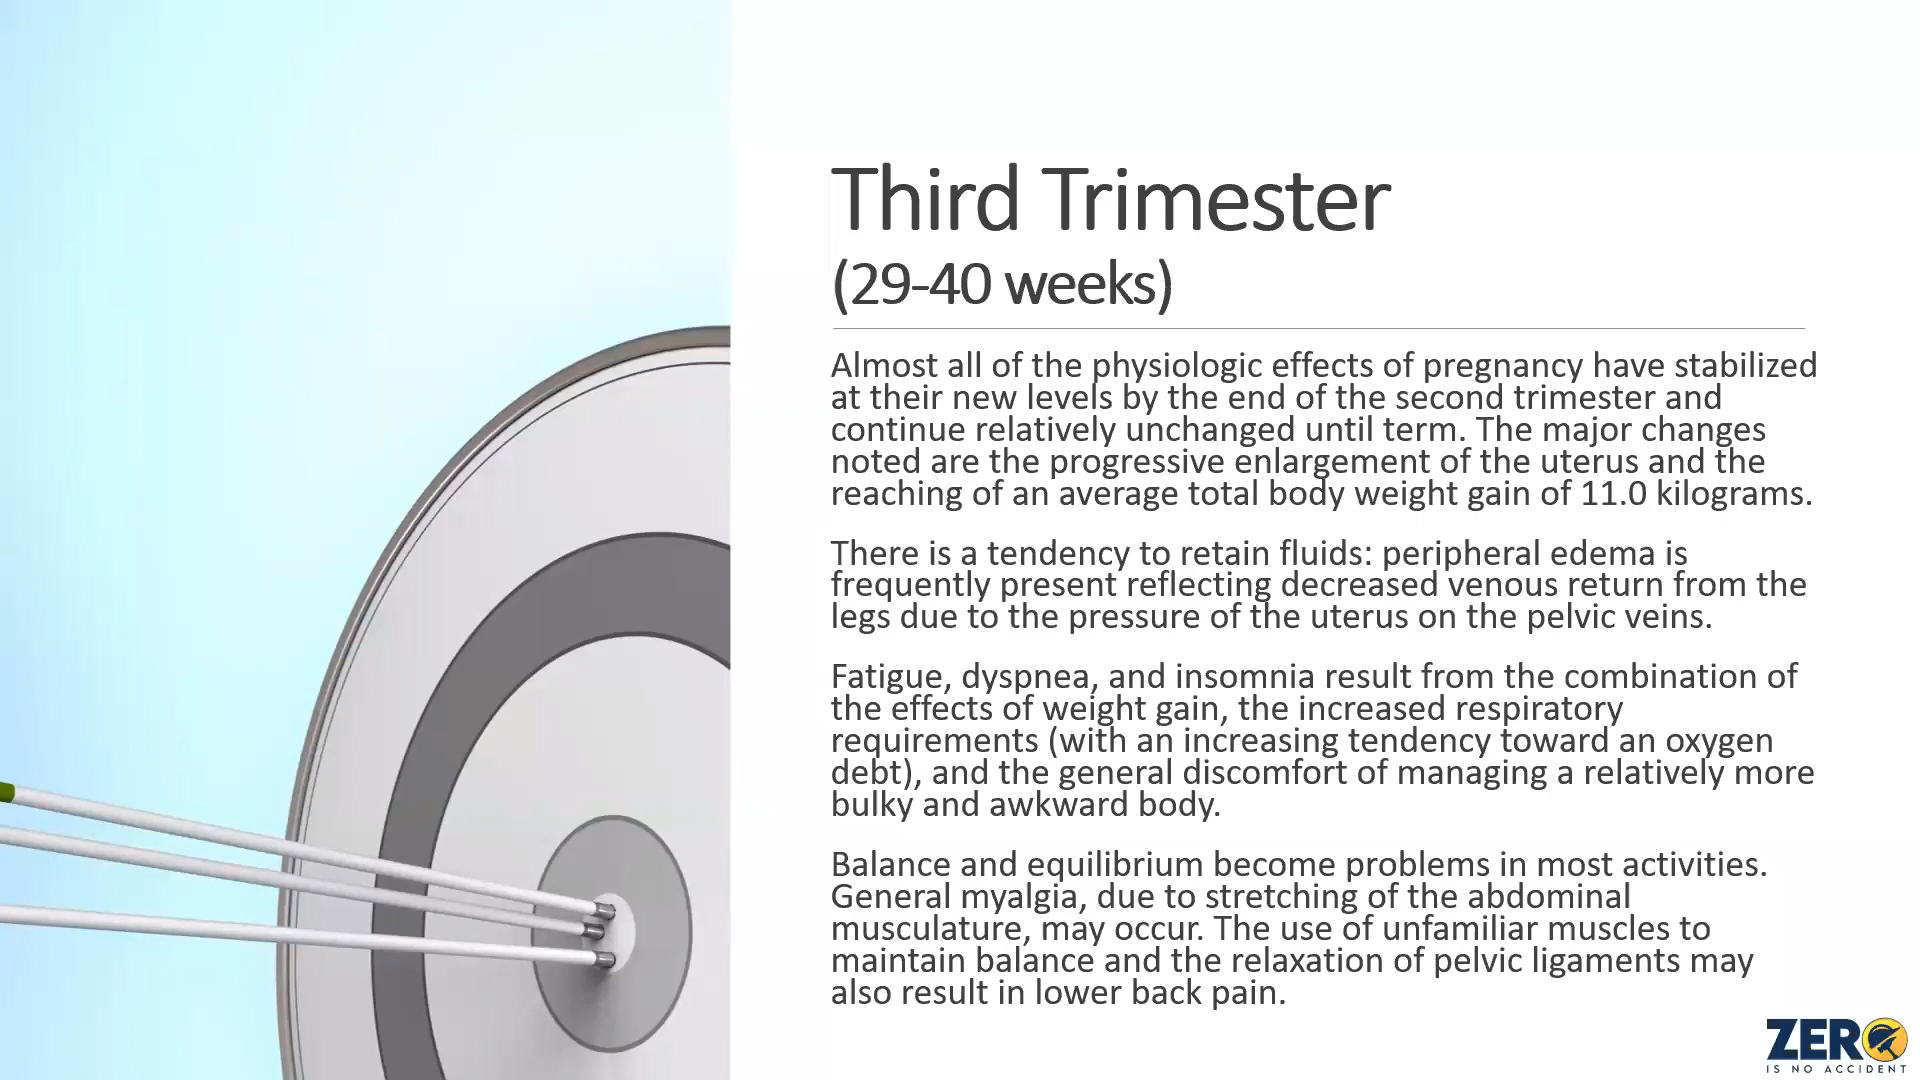 Third Trimester
(29-40 weeks)
Almost all of the physiologic effects of pregnancy have stabilized
at their new levels by the end of the second trimester and
continue relatively unchanged until term. The major changes
noted are the progressive enlargement of the uterus and the
reaching of an average total body weight gain of 11.0 kilograms.
There is a tendency to retain fluids: peripheral edema is
frequently present reflecting decreased venous return from the
legs due to the pressure of the uterus on the pelvic veins.
Fatigue, dyspnea, and insomnia result from the combination of
the effects of weight gain, the increased respiratory
requirements (with an increasing tendency toward an oxygen
debt), and the general discomfort of managing a relatively more
bulky and awkward body.
Balance and equilibrium become problems in most activities.
General myalgia, due to stretching of the abdominal
musculature, may occur. The use of unfamiliar muscles to
maintain balance and the relaxation of pelvic ligaments may
also result in lower back pain.
ZERO
IS NO ACCIDENT